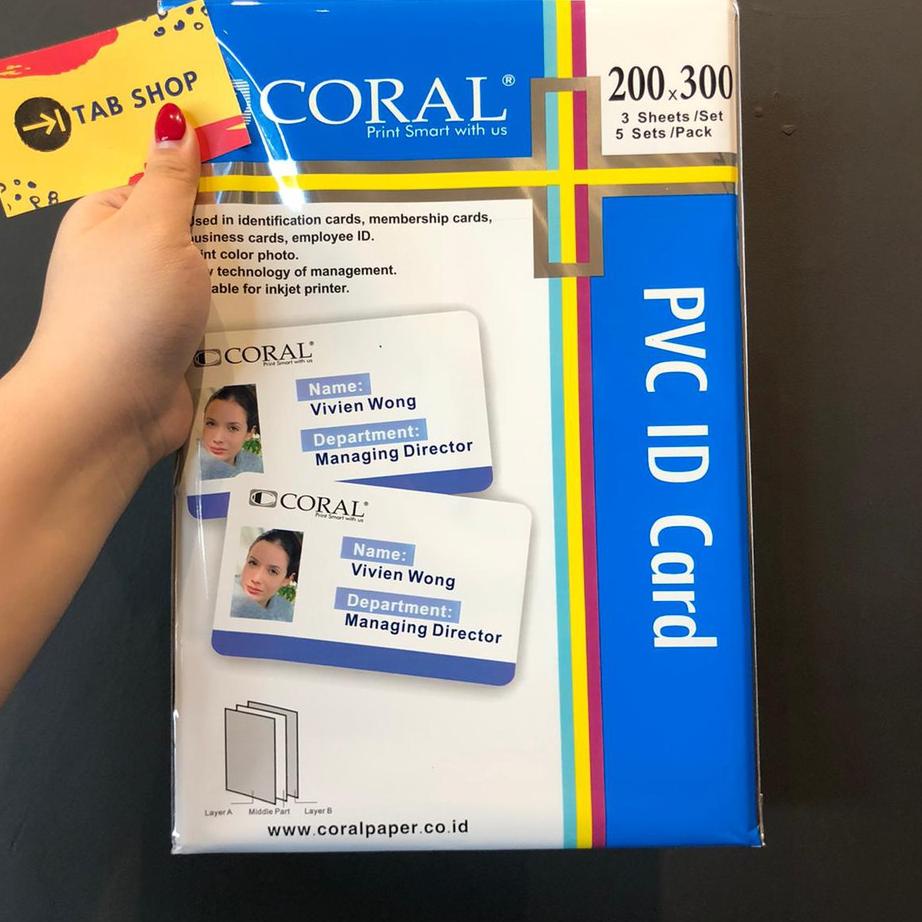 TAB SHOP
CORAL®
Print Smart with us
200x300
3 Sheets/Set
5 Sets/Pack
in identification cards, membership cards,
cards, employee ID.
color photo.
technology of management.
for inkjet printer.
PVC ID Card
CORAL®
Print Smart with us
Name:
Vivien Wong
Department:
Managing Director
CORAL®
Print Smart with us
Name:
Vivien Wong
Department:
Managing Director
Layer A Middle Part Layer B
www.coralpaper.co.id